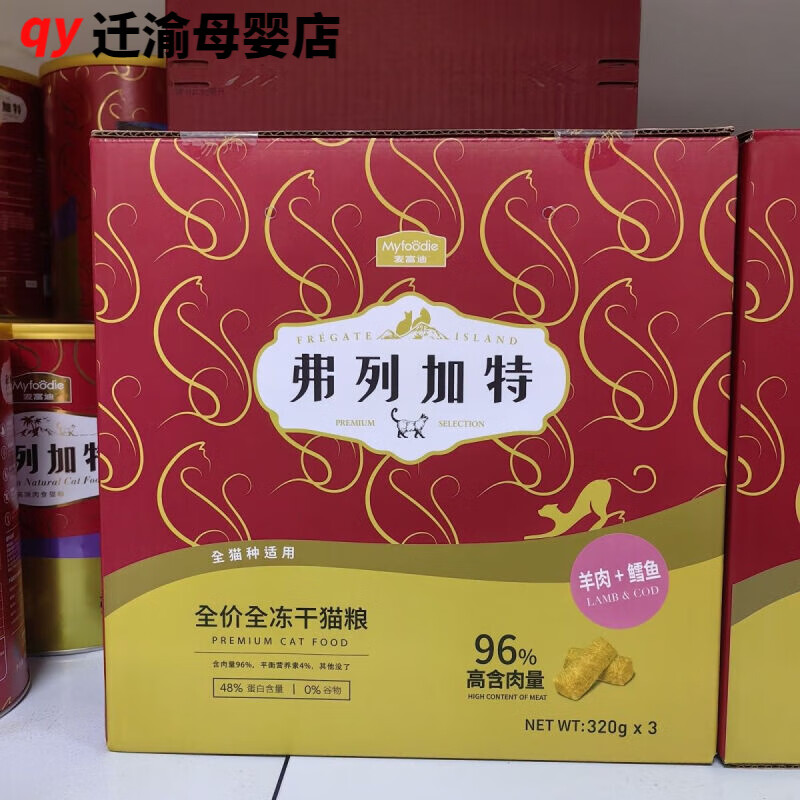 qy 迁渝母婴店
Myfoodie
麦富迪
FRÉGATE ISLAND
弗列加特
PREMIUM SELECTION
全猫种适用
羊肉+鳕鱼
LAMB & COD
全价全冻干猫粮
PREMIUM CAT FOOD
含肉量96%,平衡营养素4%,其他没了
48% 蛋白含量 | 0% 谷物
96%
高含肉量
HIGH CONTENT OF MEAT
NET WT:320g x 3
加特
Myfoodie
麦富迪
列加特
Natural Cat Foo